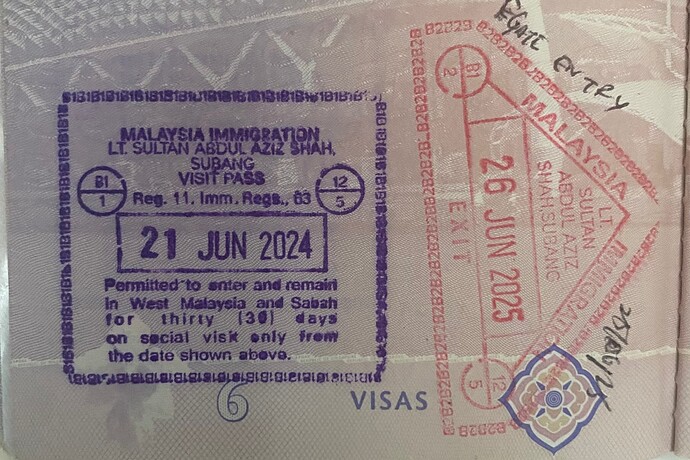 MALAYSIA IMMIGRATION
LT. SULTAN ABDUL AZIZ SHAH,
SUBANG
VISIT PASS
B1
1
Reg. 11. Imm. Regs., 63
12
5
21 JUN 2024
Permitted to enter and remain
in West Malaysia and Sabah
for thirty (30) days
on social visit only from
the date shown above.
EGATE ENTRY
B1
2
MALAYSIA
IMMIGRATION
LT.
SULTAN
ABDUL AZIZ
SHAH SUBANG
26 JUN 2025
EXIT
12
5
6
VISAS